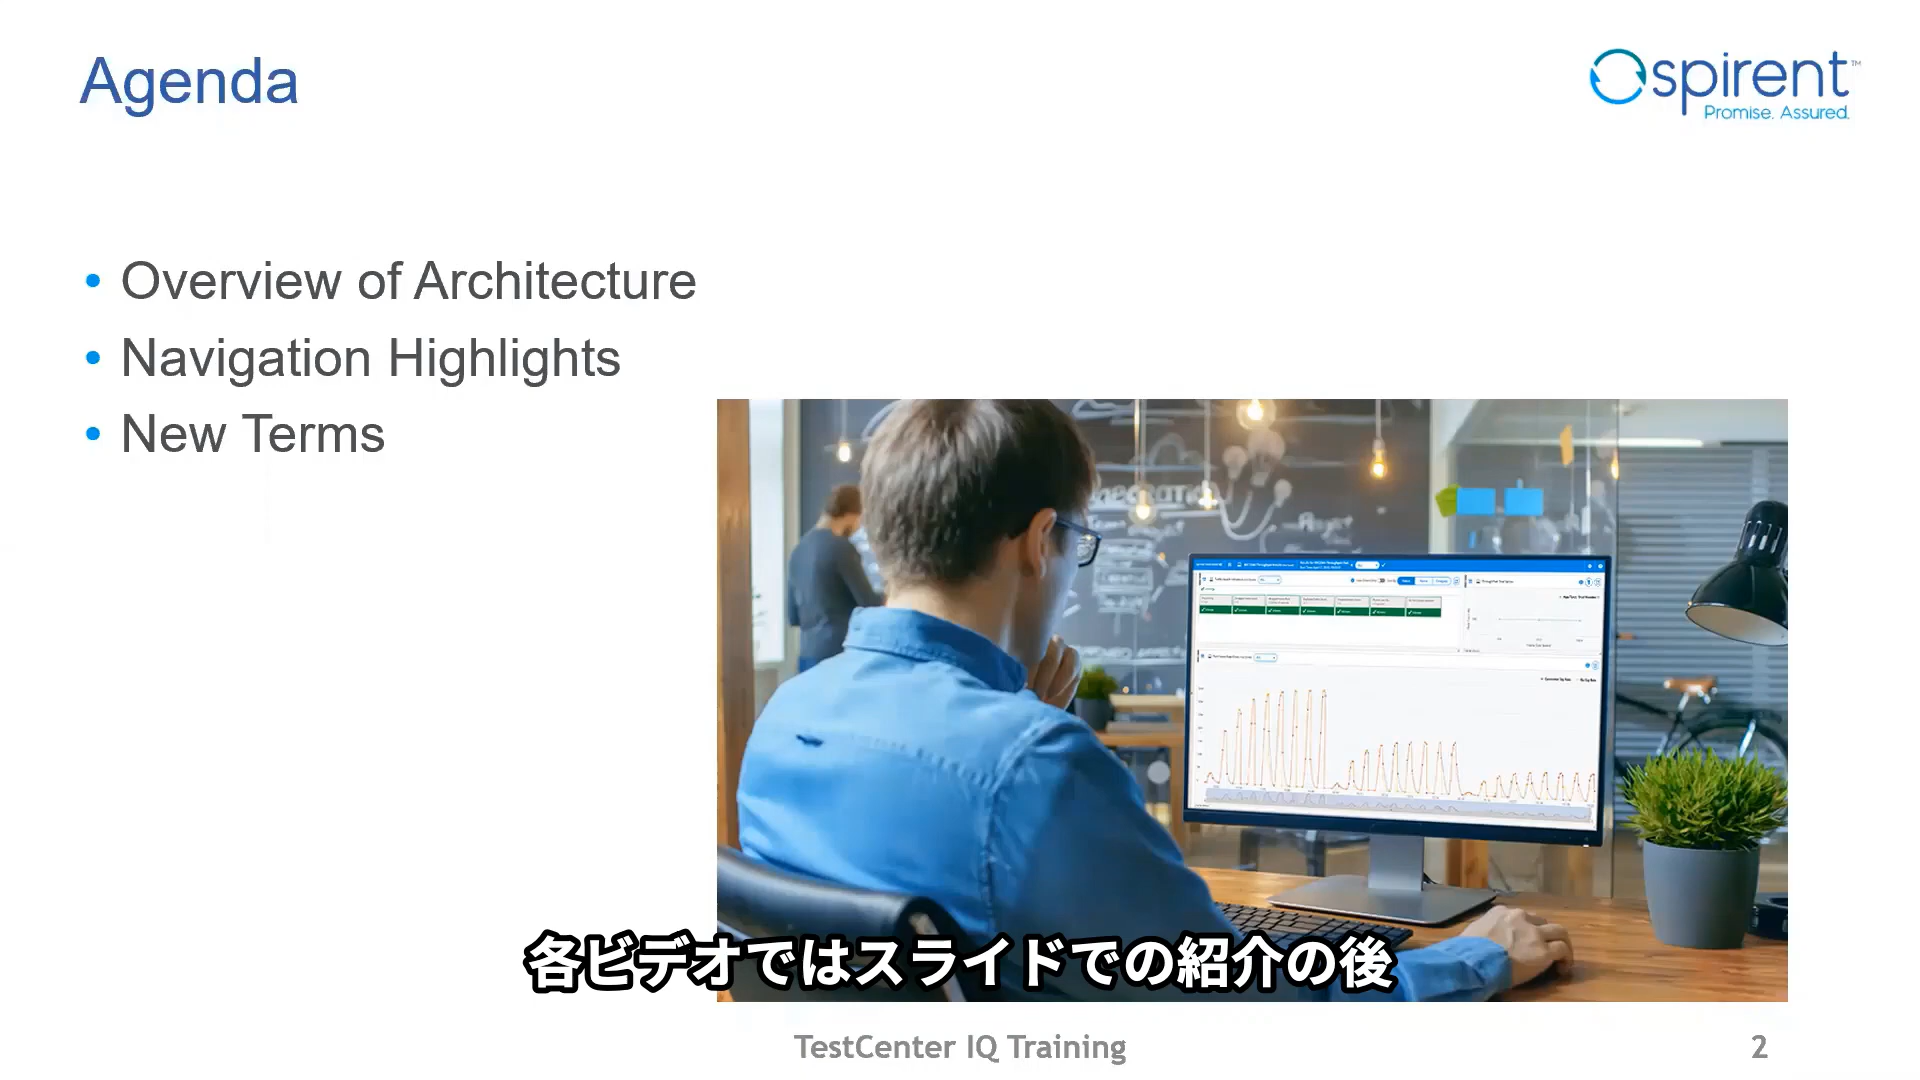 Agenda
spirent™
Promise. Assured.
• Overview of Architecture
• Navigation Highlights
• New Terms
各ビデオではスライドでの紹介の後
TestCenter IQ Training
2